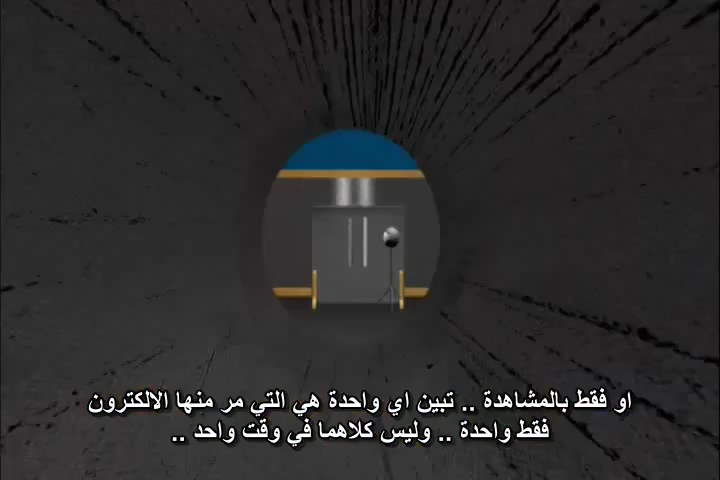 او فقط بالمشاهدة .. تبين اي واحدة هي التي مر منها الالكترون
فقط واحدة .. وليس كلاهما في وقت واحد ..